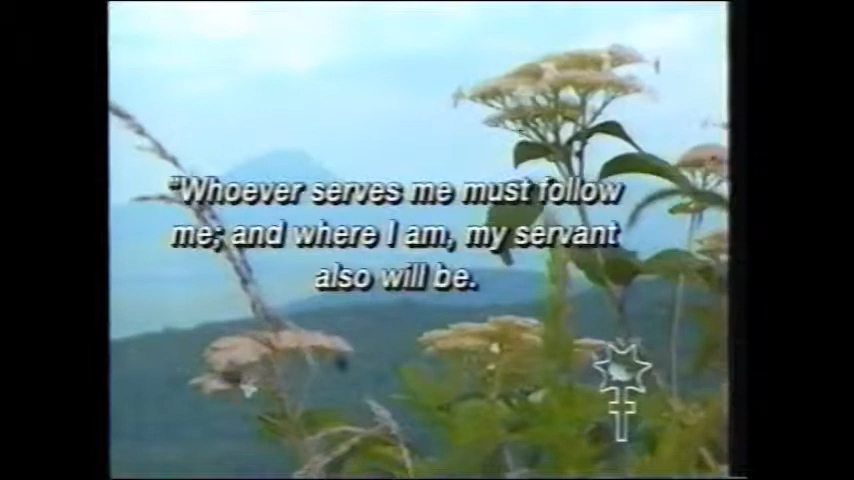 "Whoever serves me must follow
me; and where I am, my servant
also will be.